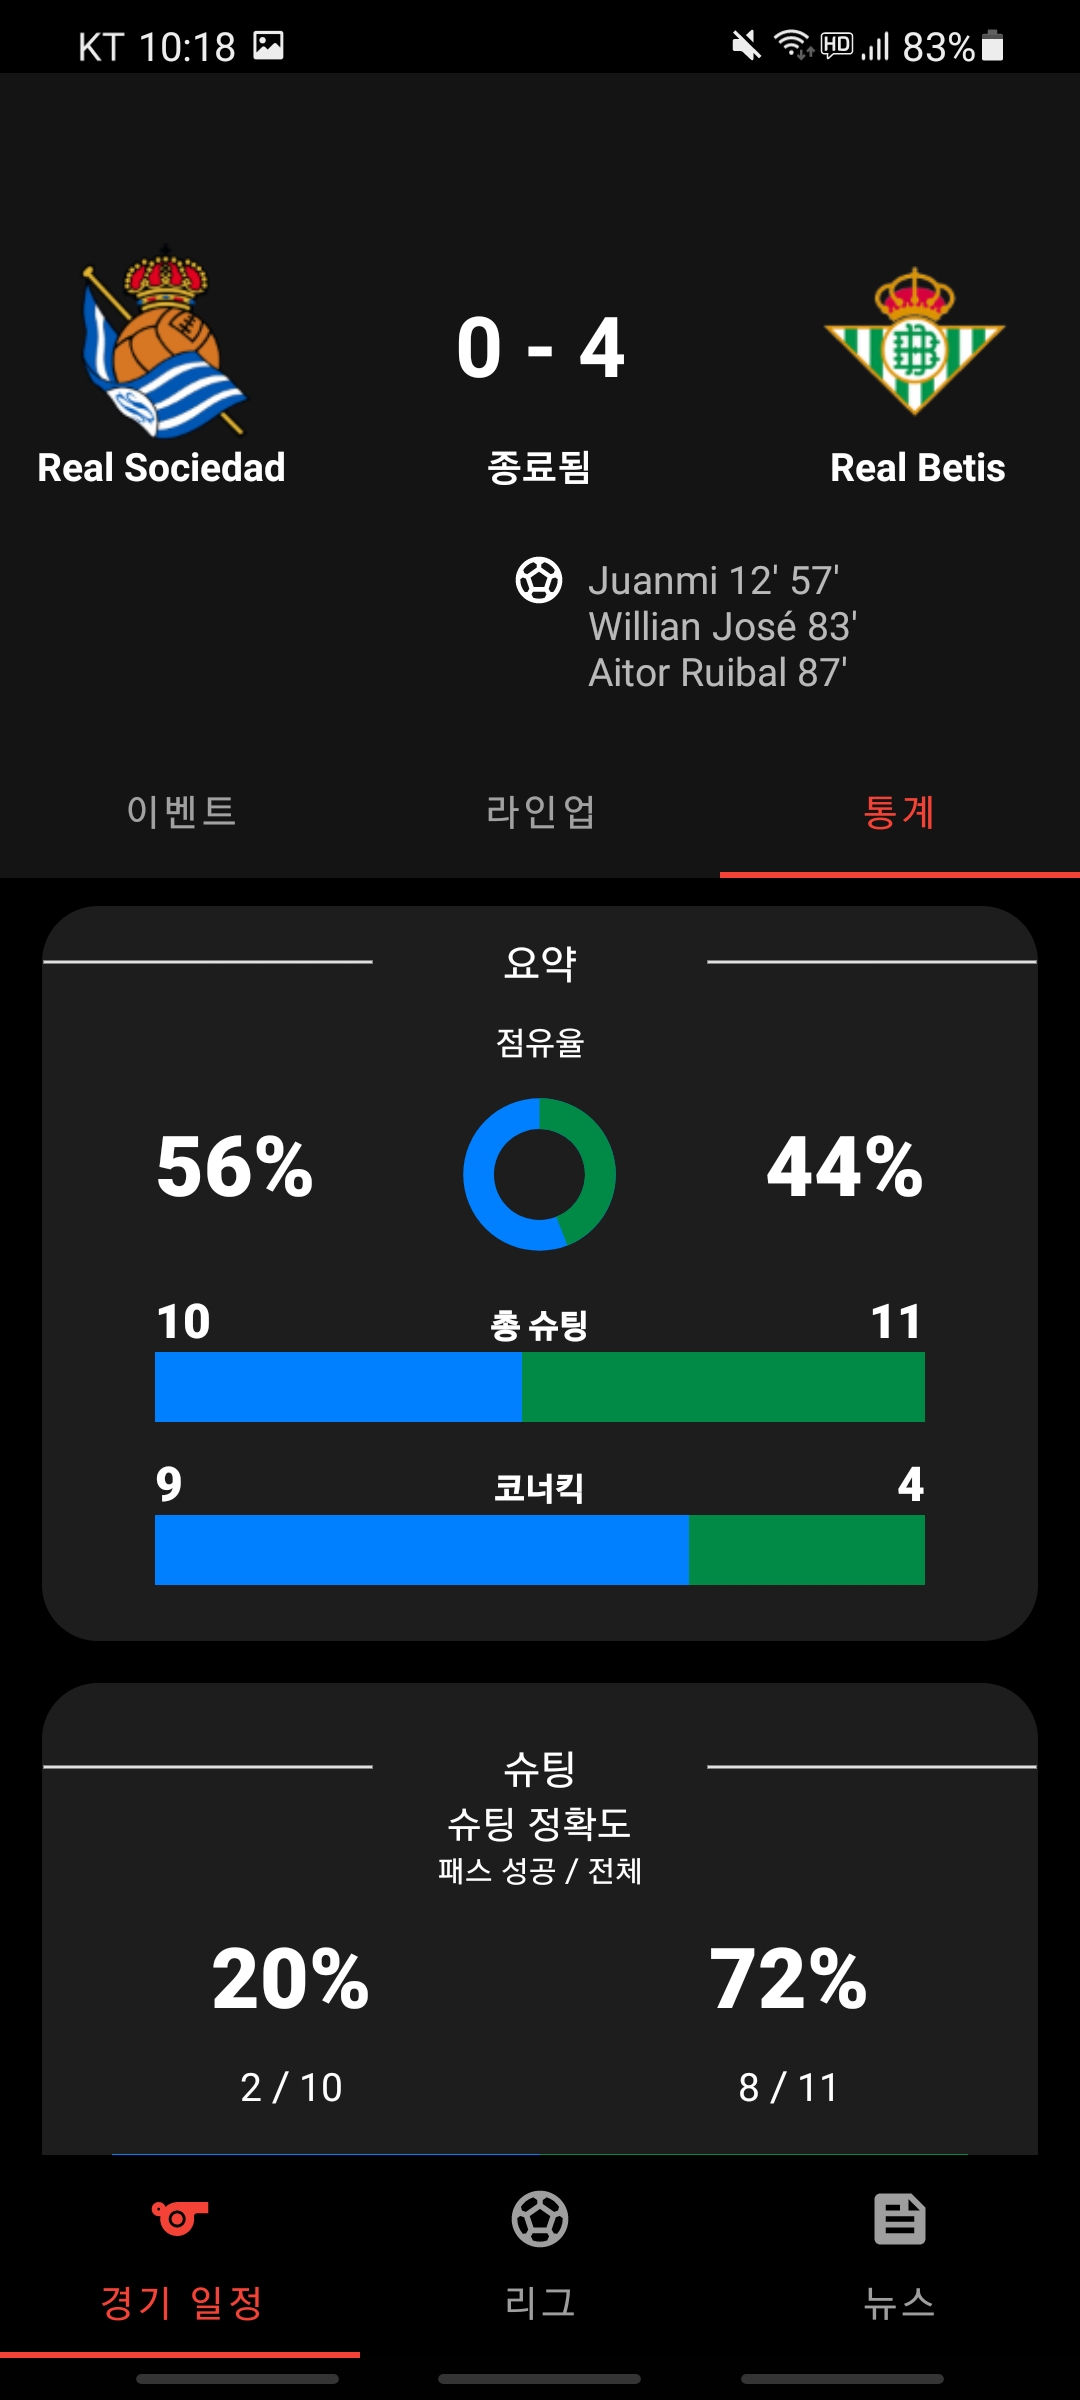 KT 10:18 HD 83%
0 - 4
Real Sociedad 종료됨 Real Betis
Juanmi 12' 57'
Willian José 83'
Aitor Ruibal 87'
이벤트 라인업 통계
요약
점유율
56% 44%
10 총 슈팅 11
9 코너킥 4
슈팅
슈팅 정확도
패스 성공 / 전체
20% 72%
2 / 10 8 / 11
경기 일정 리그 뉴스